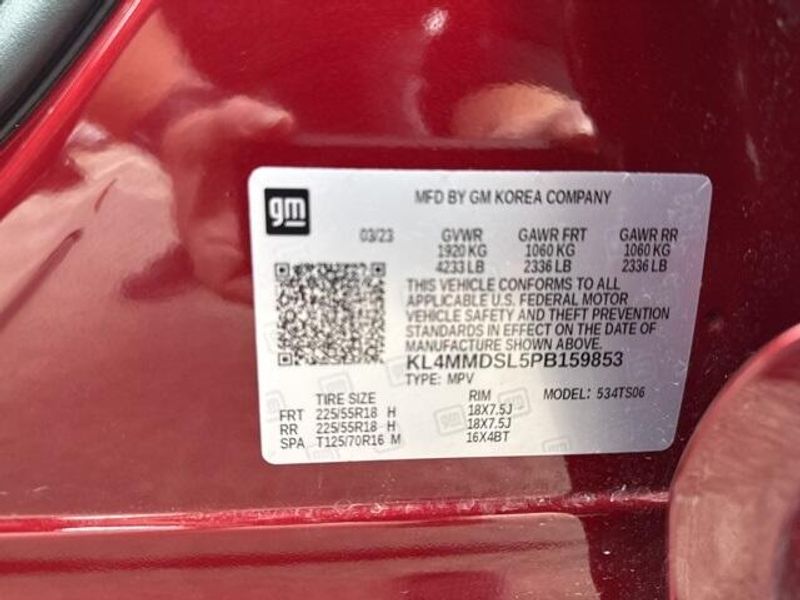 gm
MFD BY GM KOREA COMPANY
03/23 GVWR GAWR FRT GAWR RR
1920 KG 1060 KG 1060 KG
4233 LB 2336 LB 2336 LB
THIS VEHICLE CONFORMS TO ALL
APPLICABLE U.S. FEDERAL MOTOR
VEHICLE SAFETY AND THEFT PREVENTION
STANDARDS IN EFFECT ON THE DATE OF
MANUFACTURE SHOWN ABOVE.
KL4MMDSL5PB159853
TYPE: MPV
TIRE SIZE RIM MODEL: 534TS06
FRT 225/55R18 H 18X7.5J
RR 225/55R18 H 18X7.5J
SPA T125/70R16 M 16X4BT